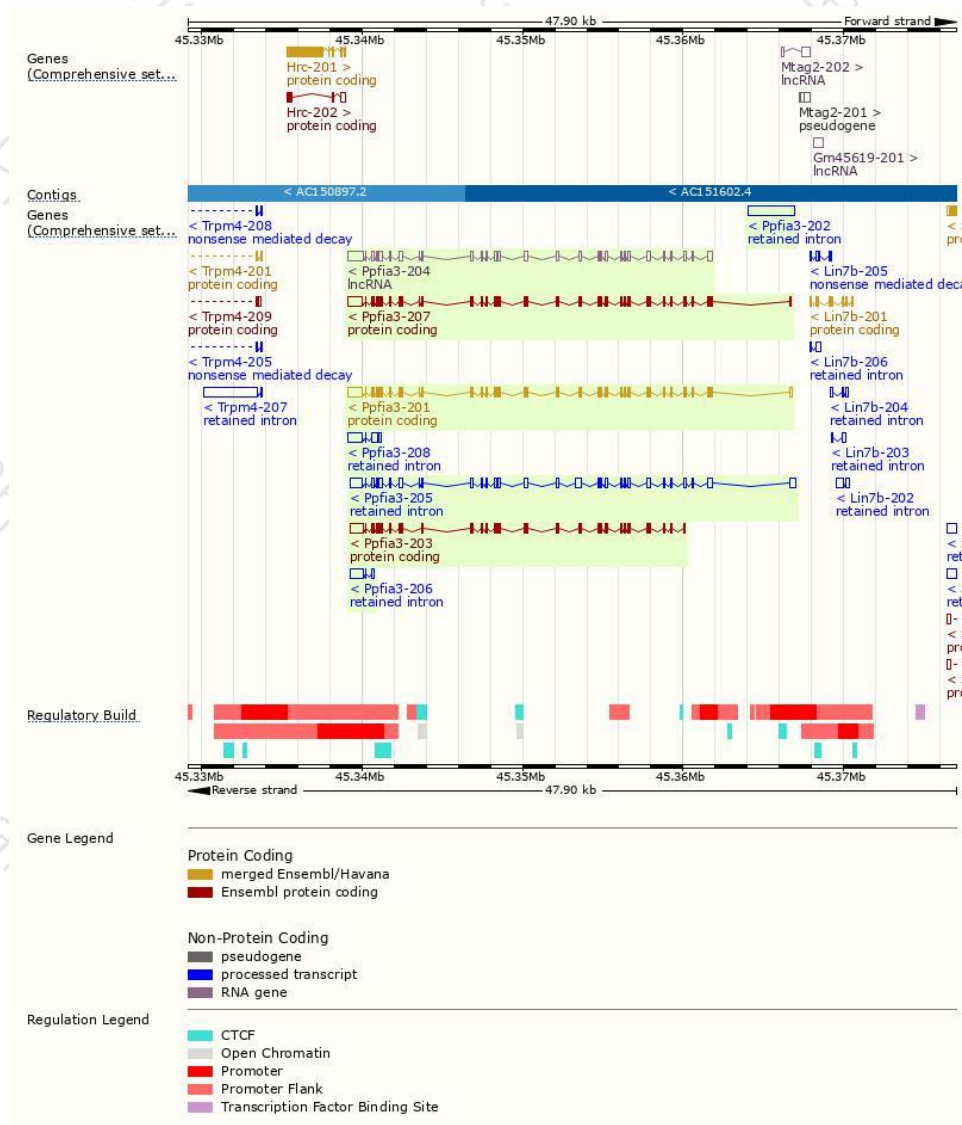 47.90 kb
Forward strand
45.33Mb 45.34Mb 45.35Mb 45.36Mb 45.37Mb
Genes
(Comprehensive set...
Hrc-201 >
protein coding
Mtag2-202 >
lncRNA
Hrc-202 >
protein coding
Mtag2-201 >
pseudogene
Gm45619-201 >
lncRNA
Contigs
< AC150897.2
< AC151602.4
Genes
(Comprehensive set...
< Trpm4-208
nonsense mediated decay
< Ppfia3-202
retained intron
<
pr
< Trpm4-201
protein coding
< Ppfia3-204
lncRNA
< Lin7b-205
nonsense mediated deca
< Trpm4-209
protein coding
< Ppfia3-207
protein coding
< Lin7b-201
protein coding
< Trpm4-205
nonsense mediated decay
< Lin7b-206
retained intron
< Trpm4-207
retained intron
< Ppfia3-201
protein coding
< Lin7b-204
retained intron
< Ppfia3-208
retained intron
< Lin7b-203
retained intron
< Ppfia3-205
retained intron
< Lin7b-202
retained intron
< Ppfia3-203
protein coding
<
ret
< Ppfia3-206
retained intron
<
ret
<
pr
<
pr
Regulatory Build
45.33Mb 45.34Mb 45.35Mb 45.36Mb 45.37Mb
Reverse strand
47.90 kb
Gene Legend
Protein Coding
merged Ensembl/Havana
Ensembl protein coding
Non-Protein Coding
pseudogene
processed transcript
RNA gene
Regulation Legend
CTCF
Open Chromatin
Promoter
Promoter Flank
Transcription Factor Binding Site